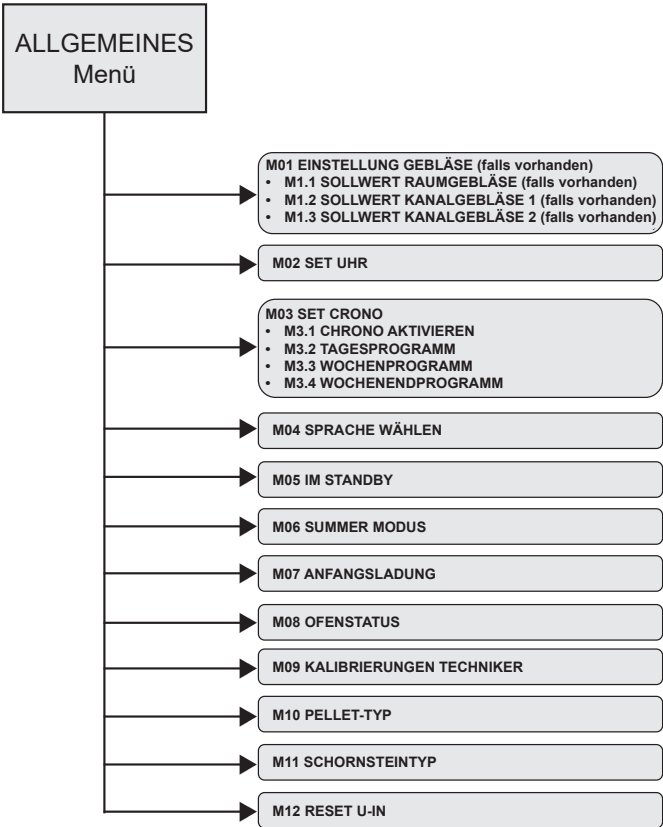 ALLGEMEINES
Menü
M01 EINSTELLUNG GEBLÄSE (falls vorhanden)
• M1.1 SOLLWERT RAUMGEBLÄSE (falls vorhanden)
• M1.2 SOLLWERT KANALGEBLÄSE 1 (falls vorhanden)
• M1.3 SOLLWERT KANALGEBLÄSE 2 (falls vorhanden)
M02 SET UHR
M03 SET CRONO
• M3.1 CHRONO AKTIVIEREN
• M3.2 TAGESPROGRAMM
• M3.3 WOCHENPROGRAMM
• M3.4 WOCHENENDPROGRAMM
M04 SPRACHE WÄHLEN
M05 IM STANDBY
M06 SUMMER MODUS
M07 ANFANGSLADUNG
M08 OFENSTATUS
M09 KALIBRIERUNGEN TECHNIKER
M10 PELLET-TYP
M11 SCHORNSTEINTYP
M12 RESET U-IN